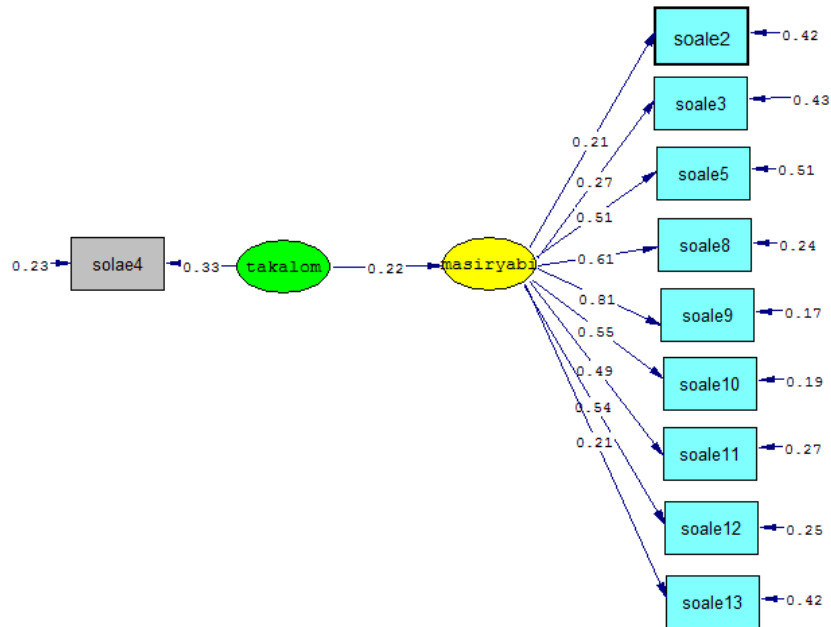 soale2
0.42
soale3
0.43
0.21
soale5
0.51
0.27
0.51
solae4
0.23
0.33
takalom
0.22
masiryabi
0.61
soale8
0.24
0.81
soale9
0.17
0.55
soale10
0.19
0.49
0.54
soale11
0.27
0.21
soale12
0.25
soale13
0.42